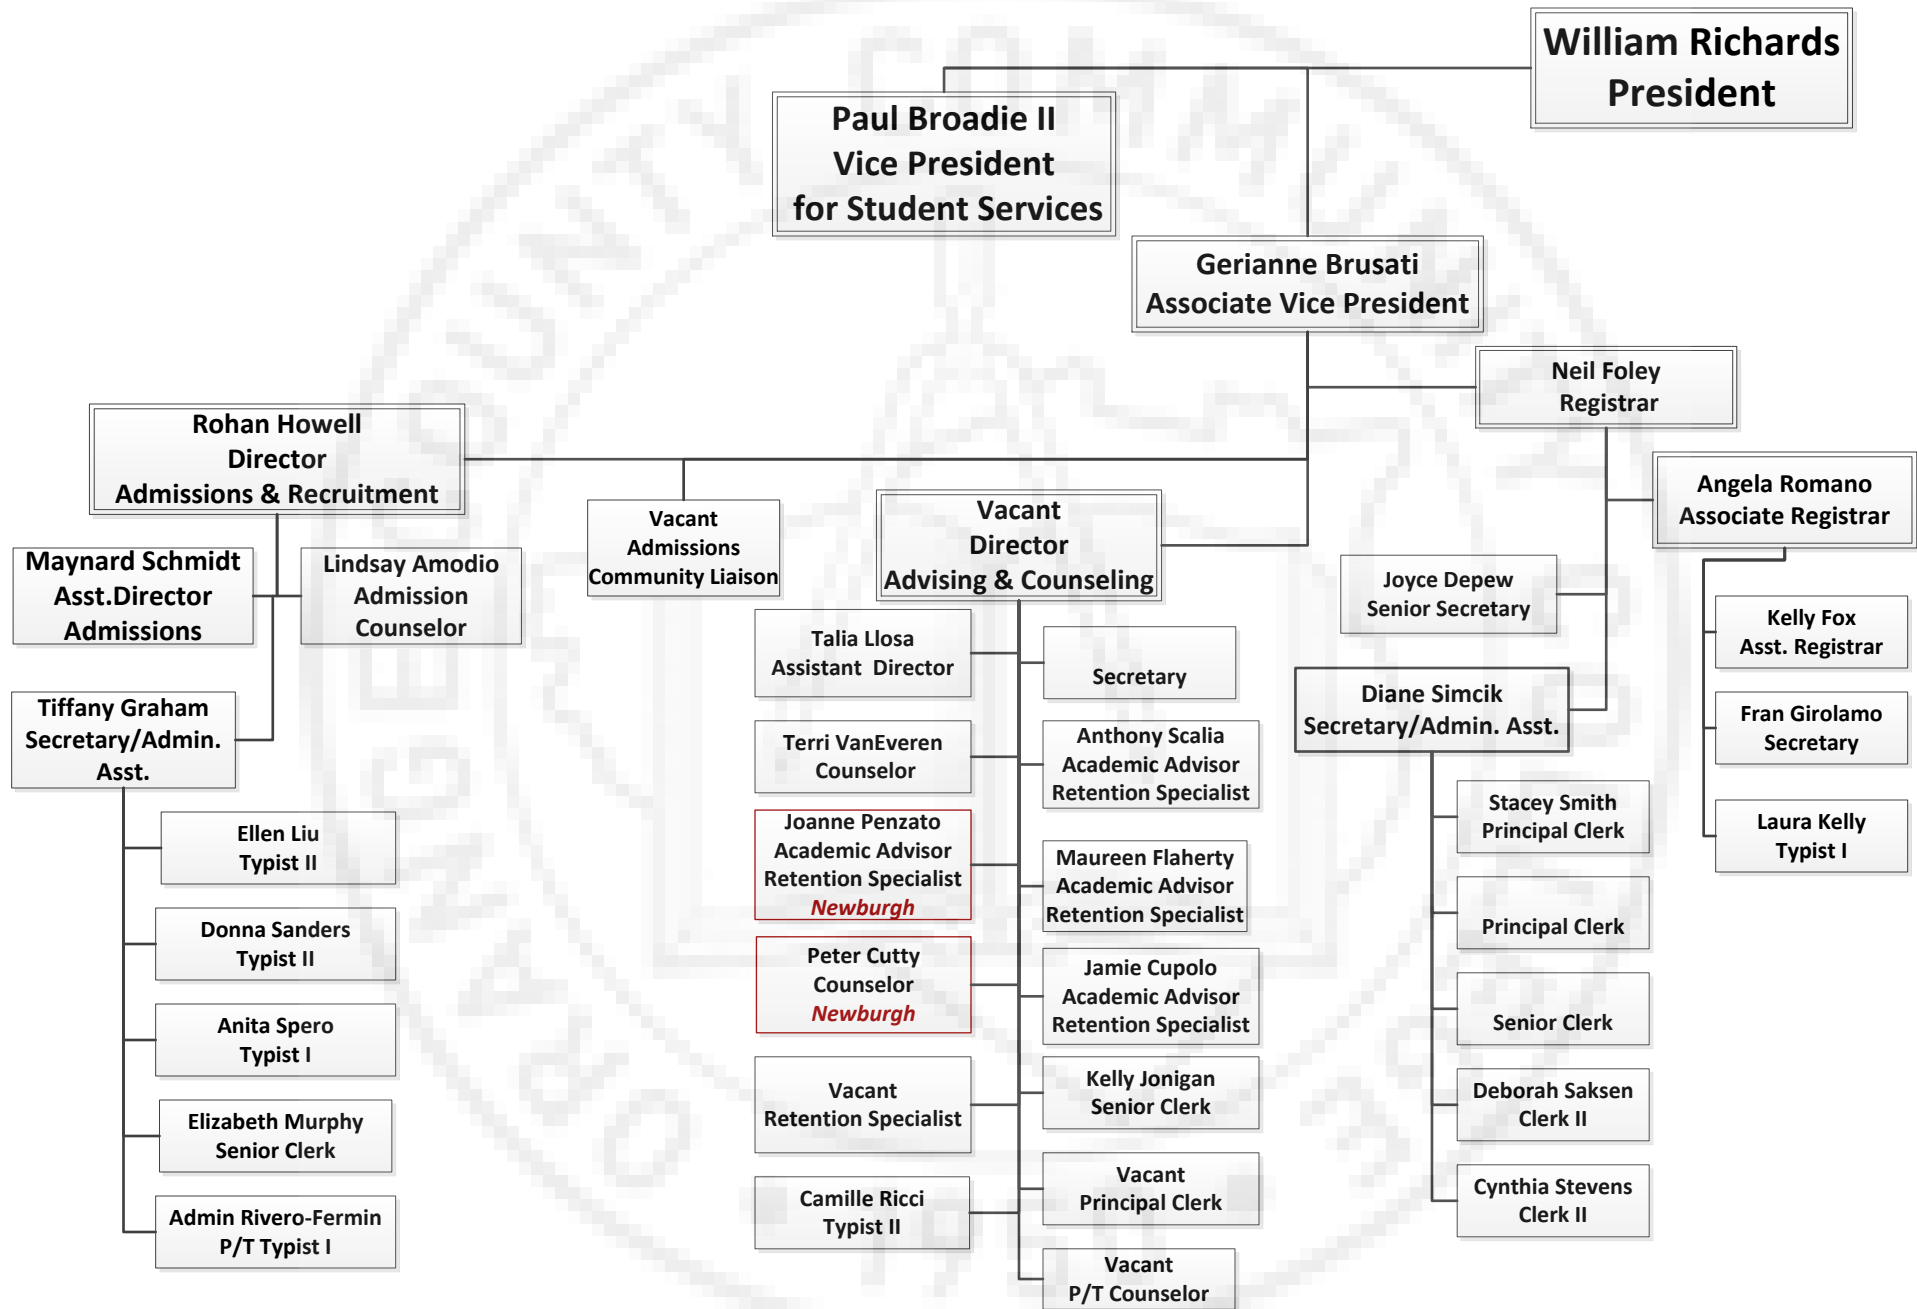 William Richards
President
Paul Broadie II
Vice President
for Student Services
Gerianne Brusati
Associate Vice President
Neil Foley
Registrar
Rohan Howell
Director
Admissions & Recruitment
Vacant
Admissions
Community Liaison
Vacant
Director
Advising & Counseling
Angela Romano
Associate Registrar
Maynard Schmidt
Asst.Director
Admissions
Lindsay Amodio
Admission
Counselor
Tiffany Graham
Secretary/Admin.
Asst.
Ellen Liu
Typist II
Donna Sanders
Typist II
Anita Spero
Typist I
Elizabeth Murphy
Senior Clerk
Admin Rivero-Fermin
P/T Typist I
Talia Llosa
Assistant Director
Secretary
Terri VanEveren
Counselor
Anthony Scalia
Academic Advisor
Retention Specialist
Joanne Penzato
Academic Advisor
Retention Specialist
Newburgh
Maureen Flaherty
Academic Advisor
Retention Specialist
Peter Cutty
Counselor
Newburgh
Jamie Cupolo
Academic Advisor
Retention Specialist
Vacant
Retention Specialist
Kelly Jonigan
Senior Clerk
Camille Ricci
Typist II
Vacant
Principal Clerk
Vacant
P/T Counselor
Joyce Depew
Senior Secretary
Diane Simcik
Secretary/Admin. Asst.
Stacey Smith
Principal Clerk
Principal Clerk
Senior Clerk
Deborah Saksen
Clerk II
Cynthia Stevens
Clerk II
Kelly Fox
Asst. Registrar
Fran Girolamo
Secretary
Laura Kelly
Typist I
ORANGE COUNTY COMMUNITY COLLEGE
1950